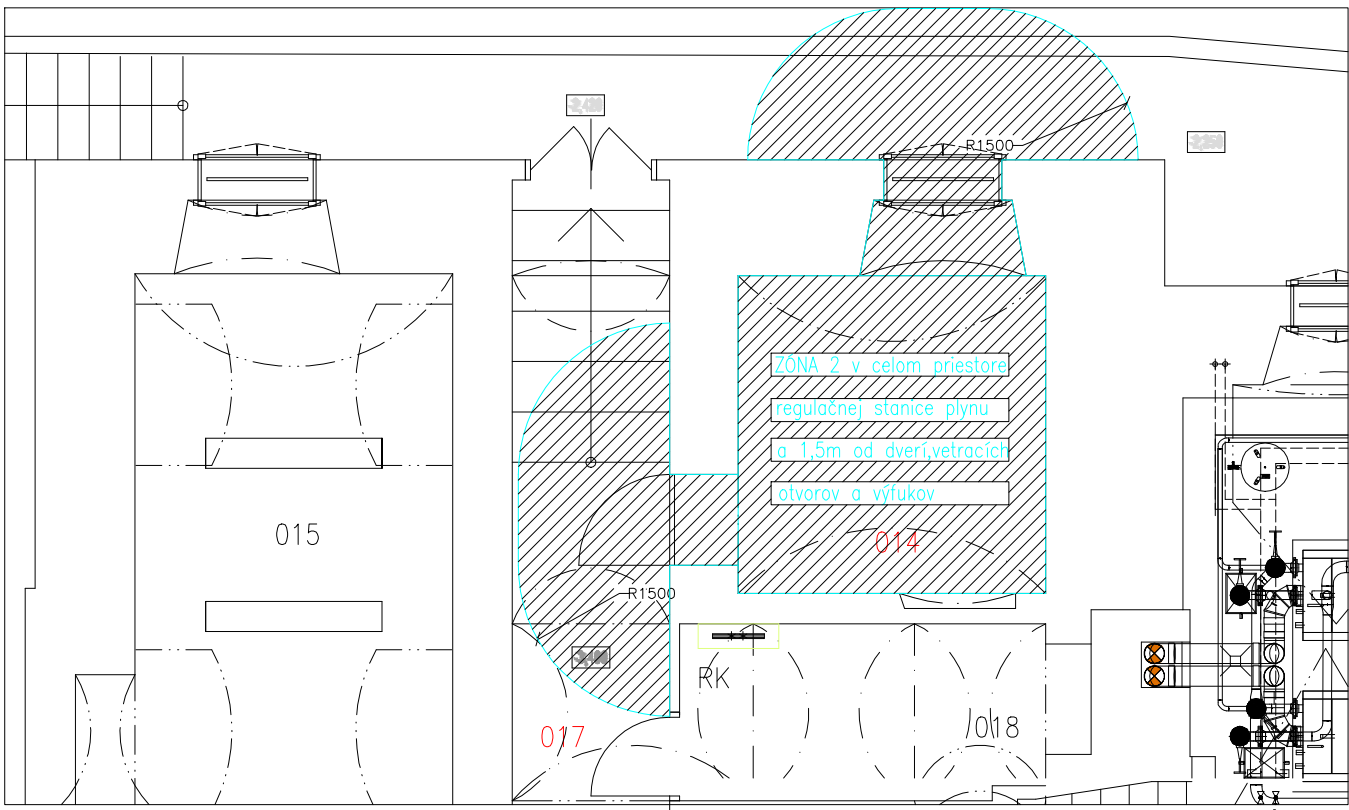 R1500
ZÓNA 2 v celom priestore
regulačnej stanice plynu
a 1,5m od dverí,vetracích
otvorov a výfukov
015
014
R1500
RK
017
018